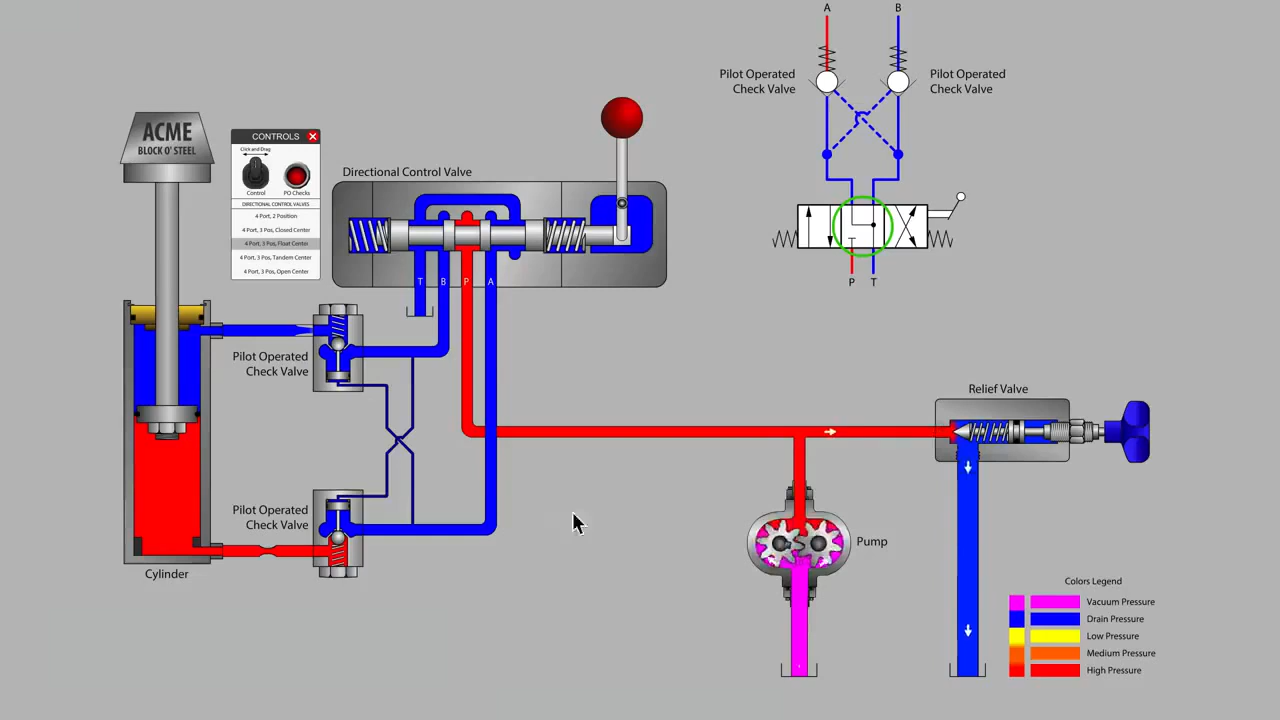 A
B
Pilot Operated
Check Valve
Pilot Operated
Check Valve
ACME
BLOCK O' STEEL
CONTROLS
Click and Drag
Control
PO Checks
DIRECTIONAL CONTROL VALVES
4 Port, 2 Position
4 Port, 3 Pos, Closed Center
4 Port, 3 Pos, Float Center
4 Port, 3 Pos, Tandem Center
4 Port, 3 Pos, Open Center
Directional Control Valve
T
B
P
A
P
T
Pilot Operated
Check Valve
Relief Valve
Pilot Operated
Check Valve
Pump
Cylinder
Colors Legend
Vacuum Pressure
Drain Pressure
Low Pressure
Medium Pressure
High Pressure